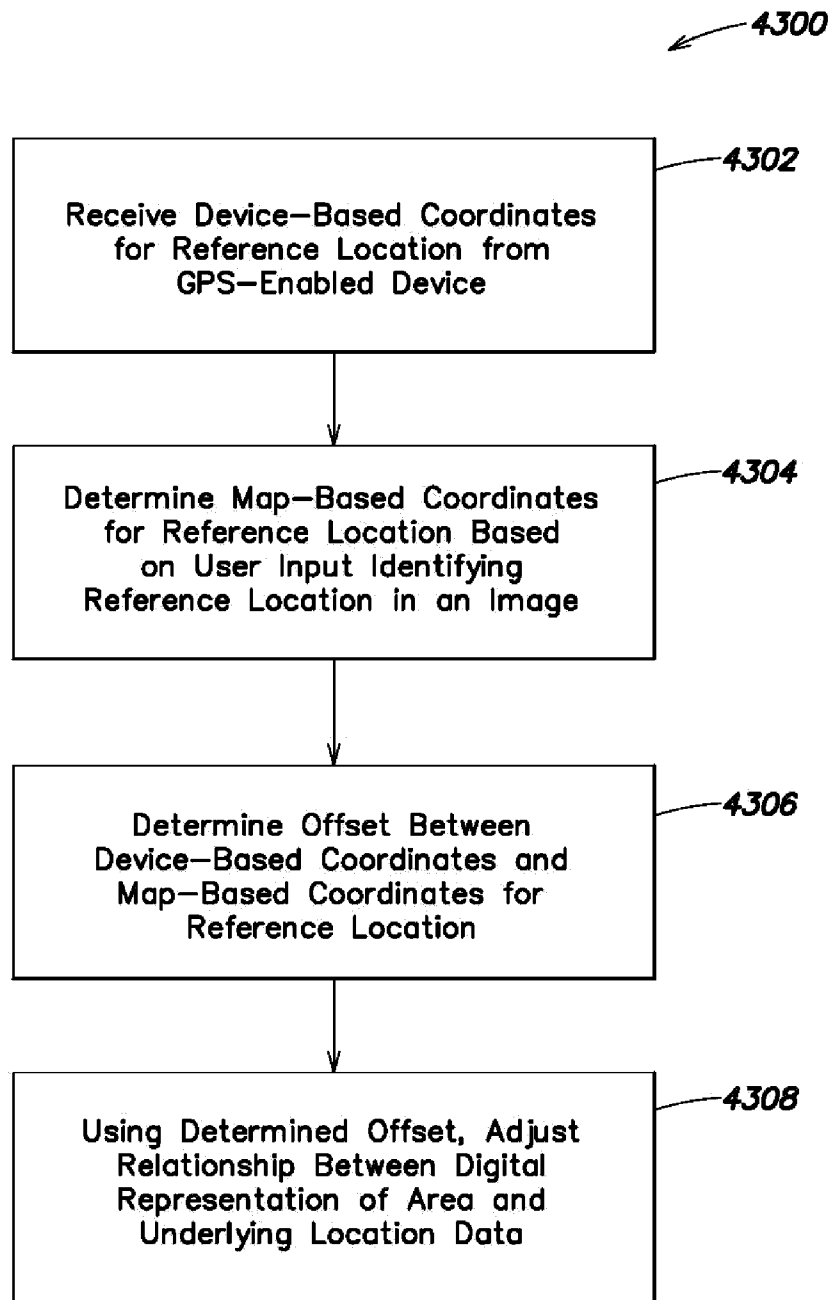 4300
4302
Receive Device-Based Coordinates
for Reference Location from
GPS-Enabled Device
4304
Determine Map-Based Coordinates
for Reference Location Based
on User Input Identifying
Reference Location in an Image
4306
Determine Offset Between
Device-Based Coordinates and
Map-Based Coordinates for
Reference Location
4308
Using Determined Offset, Adjust
Relationship Between Digital
Representation of Area and
Underlying Location Data